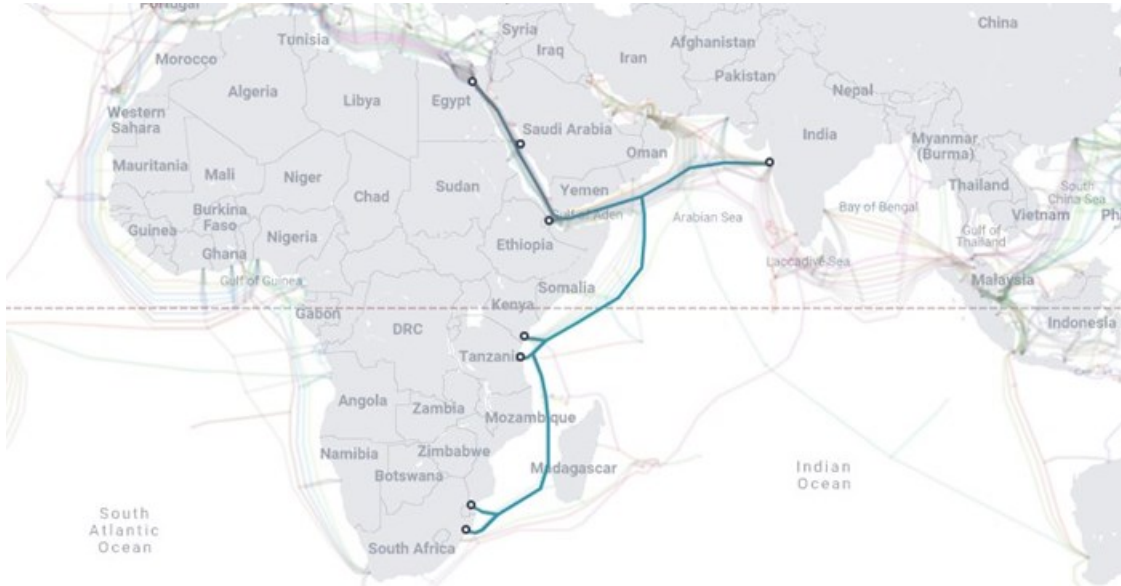 Portugal
Syria
China
Tunisia
Iraq
Afghanistan
Morocco
Iran
Pakistan
Algeria
Libya
Egypt
Nepal
Western
Sahara
Saudi Arabia
India
Mauritania
Oman
Myanmar
(Burma)
Mali
Niger
Chad
Sudan
Yemen
Thailand
South
China Sea
Burkina
Faso
Gulf of Aden
Arabian Sea
Bay of Bengal
Vietnam
Ph
Guinea
Nigeria
Ethiopia
Gulf of
Thailand
Ghana
Laccadive Sea
Gulf of Guinea
Somalia
Malaysia
Kenya
Gabon
DRC
Indonesia
Tanzania
Angola
Zambia
Mozambique
Zimbabwe
Namibia
Madagascar
Botswana
Indian
Ocean
South
Atlantic
Ocean
South Africa